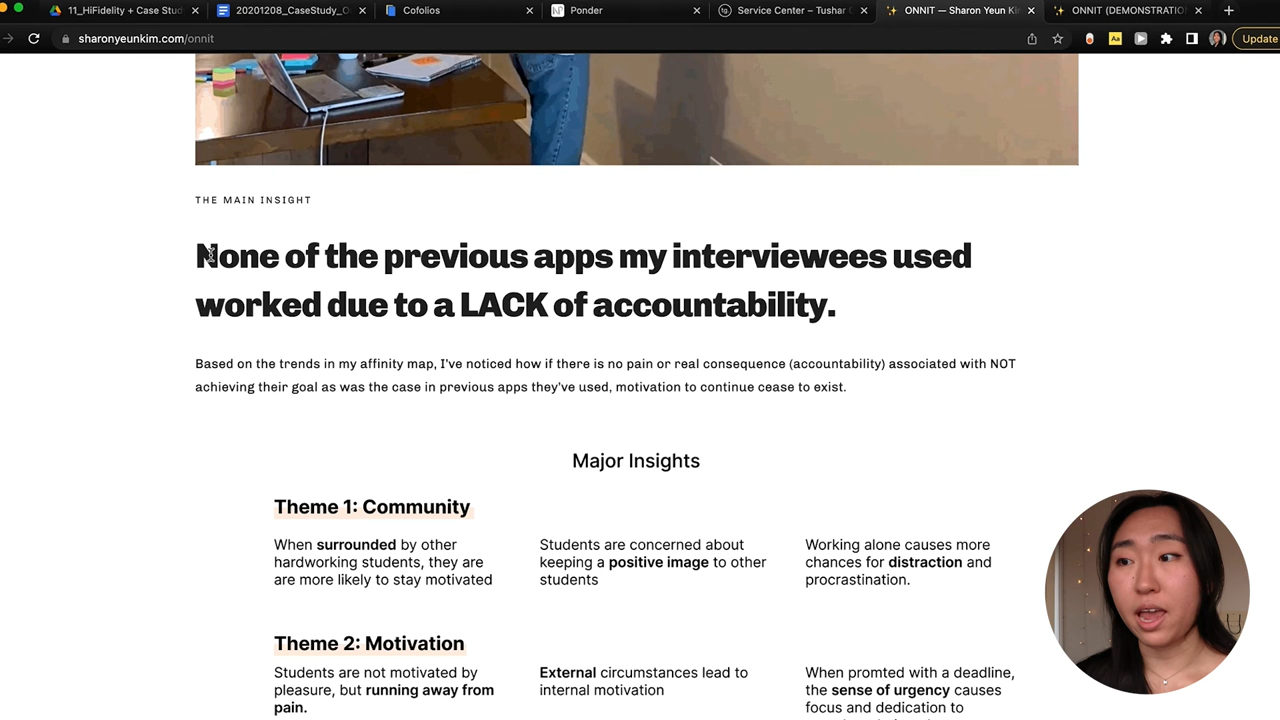 11_HiFidelity + Case Stud
20201208_CaseStudy_O
Cofolios
Ponder
Service Center – Tushar
ONNIT — Sharon Yeun Ki
ONNIT (DEMONSTRATIO
sharonyeunkim.com/onnit
Aa
Update
THE MAIN INSIGHT
None of the previous apps my interviewees used
worked due to a LACK of accountability.
Based on the trends in my affinity map, I've noticed how if there is no pain or real consequence (accountability) associated with NOT
achieving their goal as was the case in previous apps they've used, motivation to continue cease to exist.
Major Insights
Theme 1: Community
When surrounded by other
hardworking students, they are
are more likely to stay motivated
Students are concerned about
keeping a positive image to other
students
Working alone causes more
chances for distraction and
procrastination.
Theme 2: Motivation
Students are not motivated by
pleasure, but running away from
pain.
External circumstances lead to
internal motivation
When promted with a deadline,
the sense of urgency causes
focus and dedication to